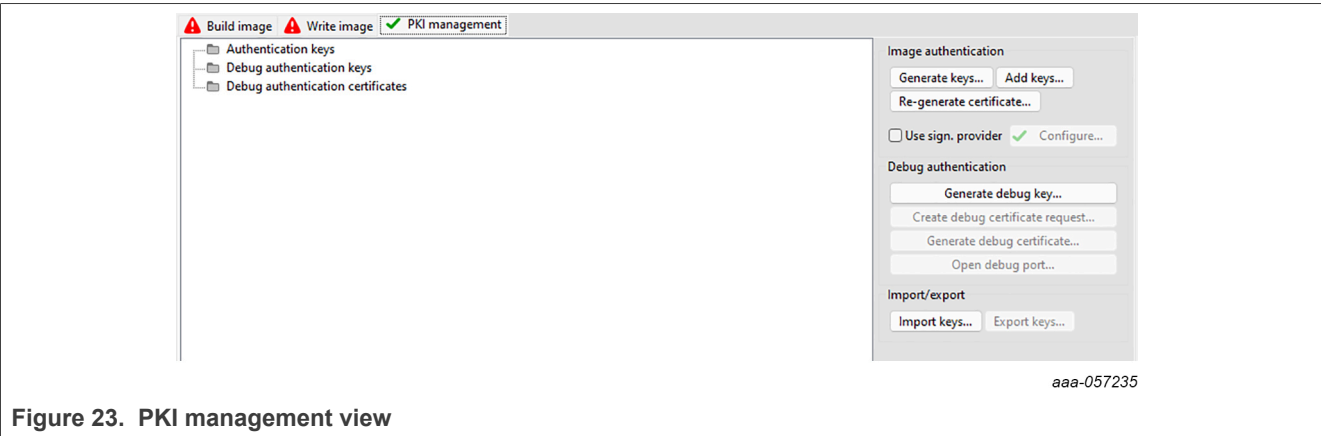 Build image Write image PKI management
Authentication keys
Debug authentication keys
Debug authentication certificates
Image authentication
Generate keys... Add keys...
Re-generate certificate...
Use sign. provider Configure...
Debug authentication
Generate debug key...
Create debug certificate request...
Generate debug certificate...
Open debug port...
Import/export
Import keys... Export keys...
aaa-057235
Figure 23. PKI management view